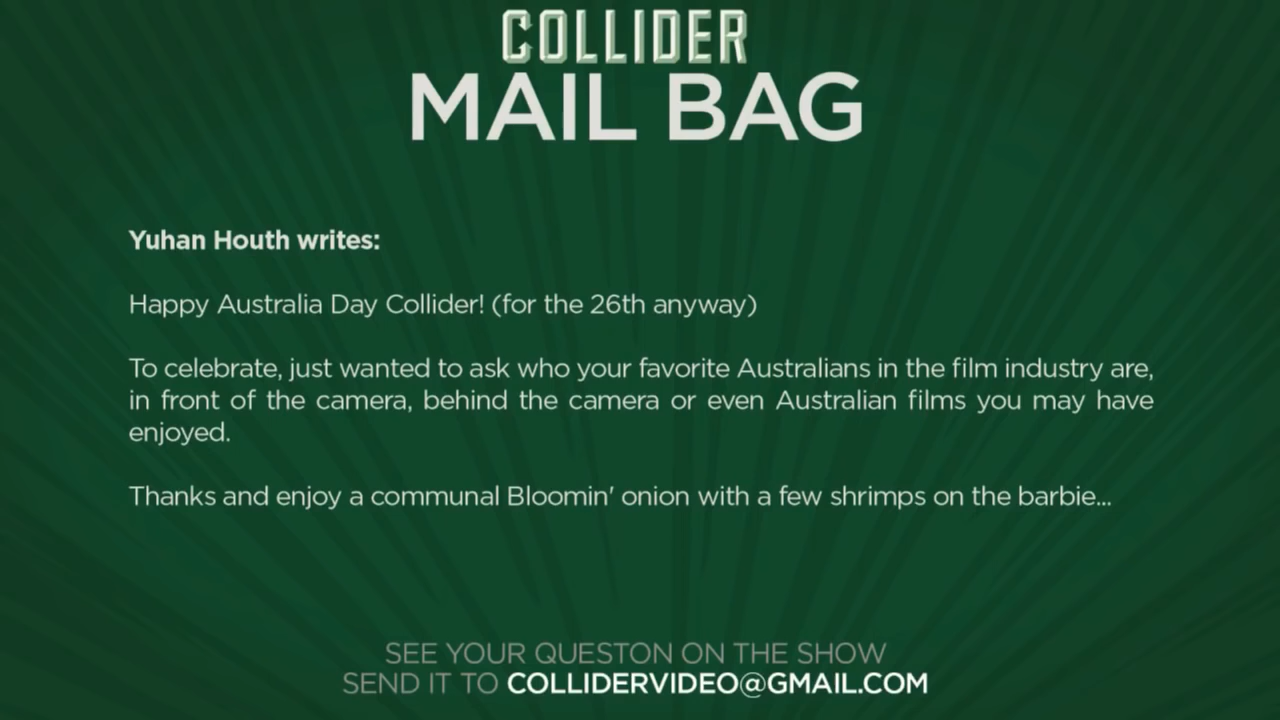 COLLIDER
MAIL BAG
Yuhan Houth writes:
Happy Australia Day Collider! (for the 26th anyway)
To celebrate, just wanted to ask who your favorite Australians in the film industry are,
in front of the camera, behind the camera or even Australian films you may have
enjoyed.
Thanks and enjoy a communal Bloomin' onion with a few shrimps on the barbie...
SEE YOUR QUESTON ON THE SHOW
SEND IT TO COLLIDERVIDEO@GMAIL.COM